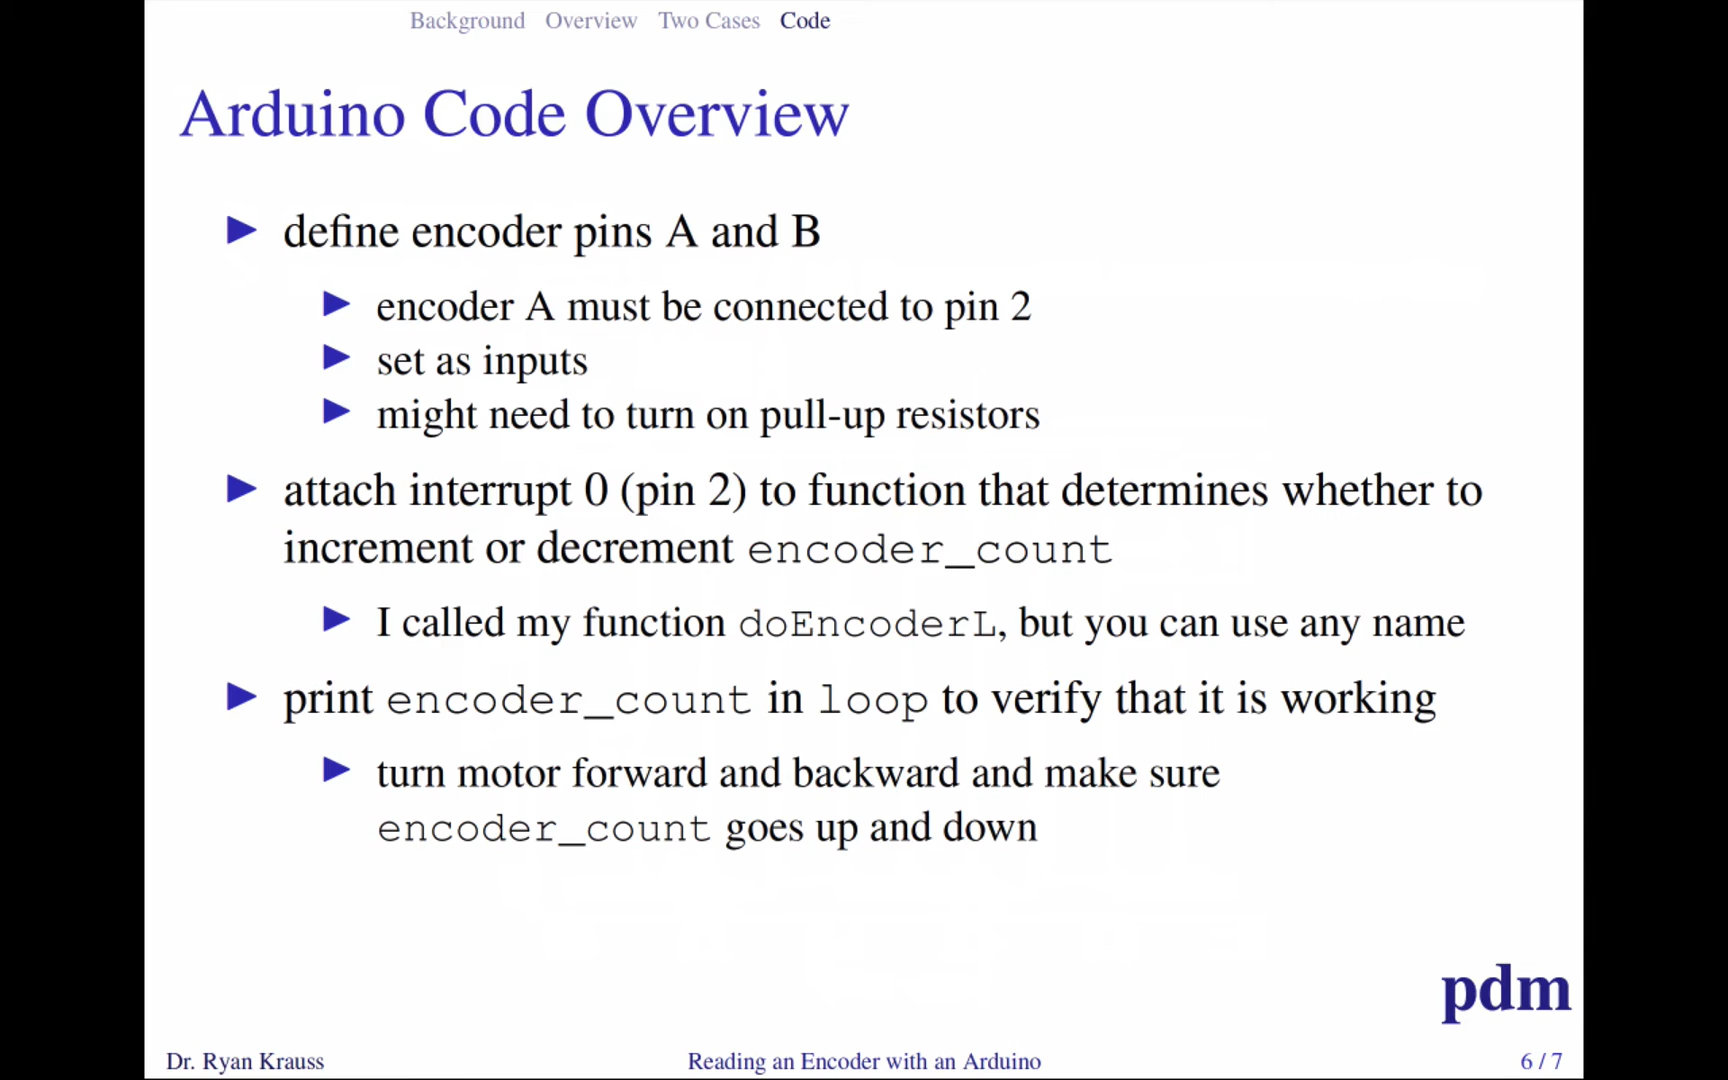 Background Overview Two Cases Code
Arduino Code Overview
▶ define encoder pins A and B
▶ encoder A must be connected to pin 2
▶ set as inputs
▶ might need to turn on pull-up resistors
▶ attach interrupt 0 (pin 2) to function that determines whether to
increment or decrement encoder_count
▶ I called my function doEncoderL, but you can use any name
▶ print encoder_count in loop to verify that it is working
▶ turn motor forward and backward and make sure
encoder_count goes up and down
pdm
Dr. Ryan Krauss Reading an Encoder with an Arduino 6 / 7